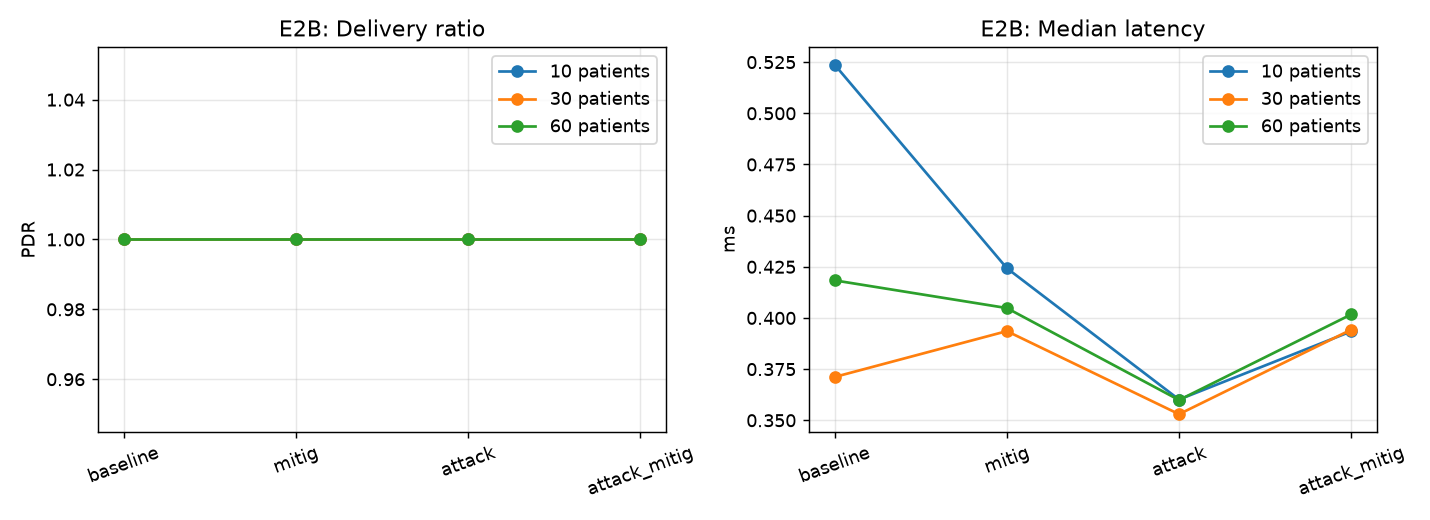 E2B: Delivery ratio
PDR
1.04
1.02
1.00
0.98
0.96
10 patients
30 patients
60 patients
baseline
mitig
attack
attack_mitig
E2B: Median latency
ms
0.525
0.500
0.475
0.450
0.425
0.400
0.375
0.350
10 patients
30 patients
60 patients
baseline
mitig
attack
attack_mitig